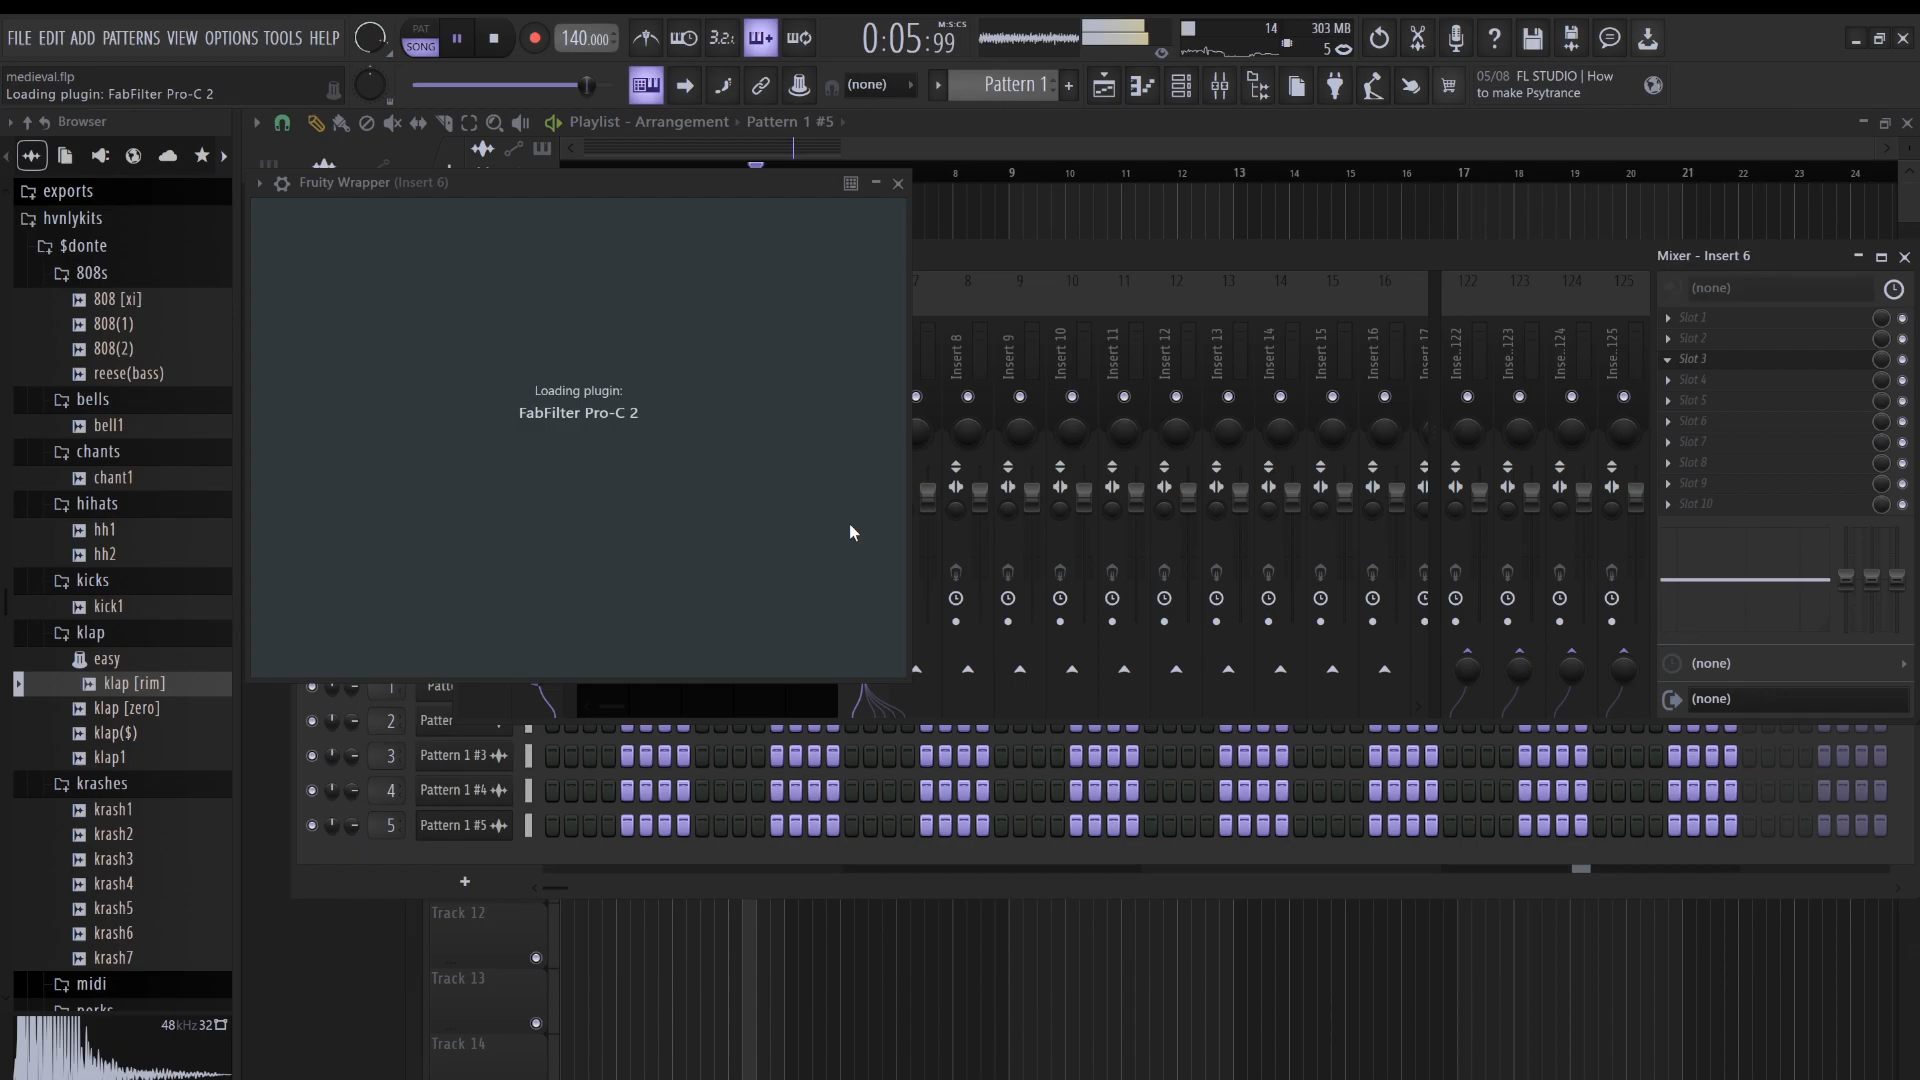 FILE EDIT ADD PATTERNS VIEW OPTIONS TOOLS HELP
PAT
SONG
140.000
3.2
0:05:99
M:S:CS
14
303 MB
5
medieval.flp
Loading plugin: FabFilter Pro-C 2
(none)
Pattern 1
+
05/08 FL STUDIO | How
to make Psytrance
Browser
Playlist - Arrangement
Pattern 1 #5
8 9 10 11 12 13 14 15 16 17 18 19 20 21 22 23 24
exports
hvnlykits
$donte
808s
808 [xi]
808(1)
808(2)
reese(bass)
bells
bell1
chants
chant1
hihats
hh1
hh2
kicks
kick1
klap
easy
klap [rim]
klap [zero]
klap($)
klap1
krashes
krash1
krash2
krash3
krash4
krash5
krash6
krash7
midi
48kHz 32
Fruity Wrapper (Insert 6)
Loading plugin:
FabFilter Pro-C 2
7 8 9 10 11 12 13 14 15 16 122 123 124 125
Insert 8
Insert 9
Insert 10
Insert 11
Insert 12
Insert 13
Insert 14
Insert 15
Insert 16
Inse..122
Inse..123
Inse..124
Inse..125
Mixer - Insert 6
(none)
Slot 1
Slot 2
Slot 3
Slot 4
Slot 5
Slot 6
Slot 7
Slot 8
Slot 9
Slot 10
(none)
(none)
1
2 Patter
3 Pattern 1 #3
4 Pattern 1 #4
5 Pattern 1 #5
+
Track 12
Track 13
Track 14